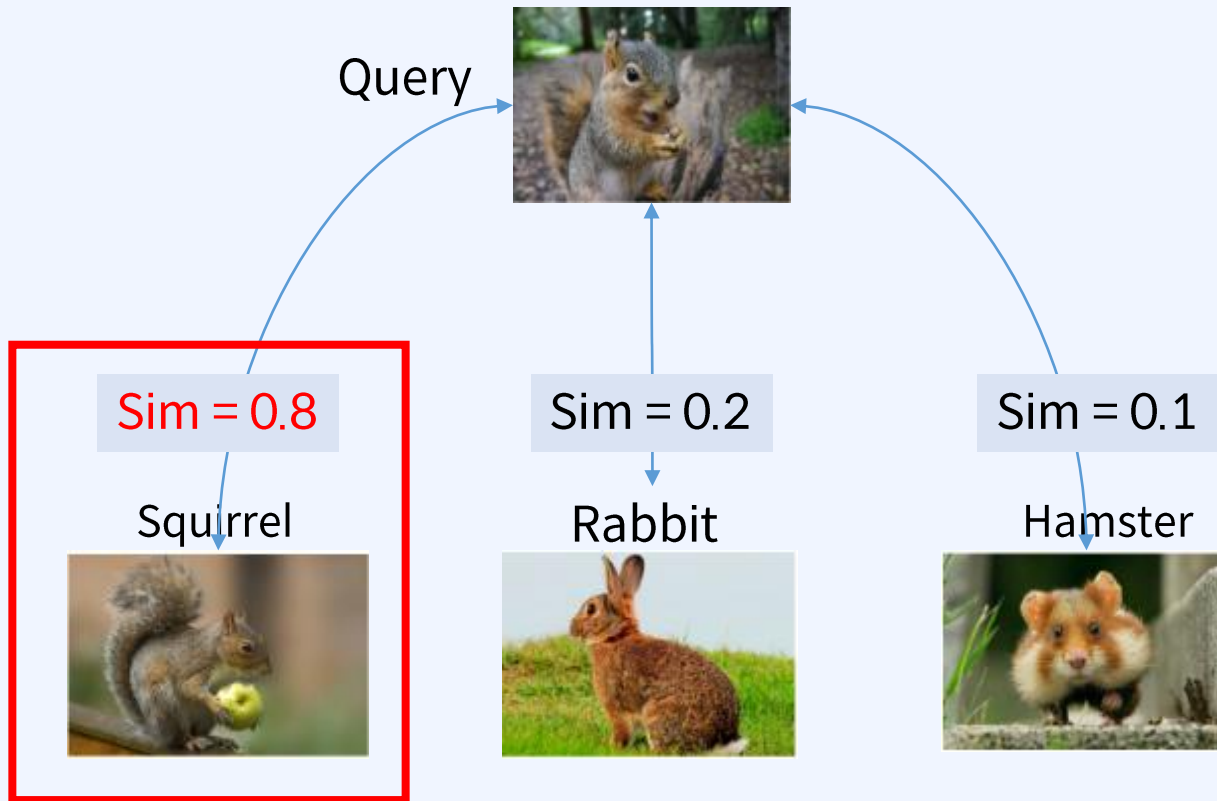 Query
Sim = 0.8
Sim = 0.2
Sim = 0.1
Squirrel
Rabbit
Hamster